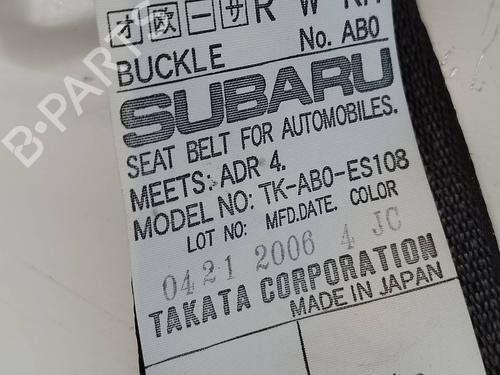 オ 欧 一 サ R W RH
No. AB0
BUCKLE
SUBARU
SEAT BELT FOR AUTOMOBILES.
MEETS: ADR 4.
MODEL NO: TK-AB0-ES108
LOT NO: MFD.DATE. COLOR
0421 2006 4 JC
TAKATA CORPORATION
MADE IN JAPAN
B-PARTS